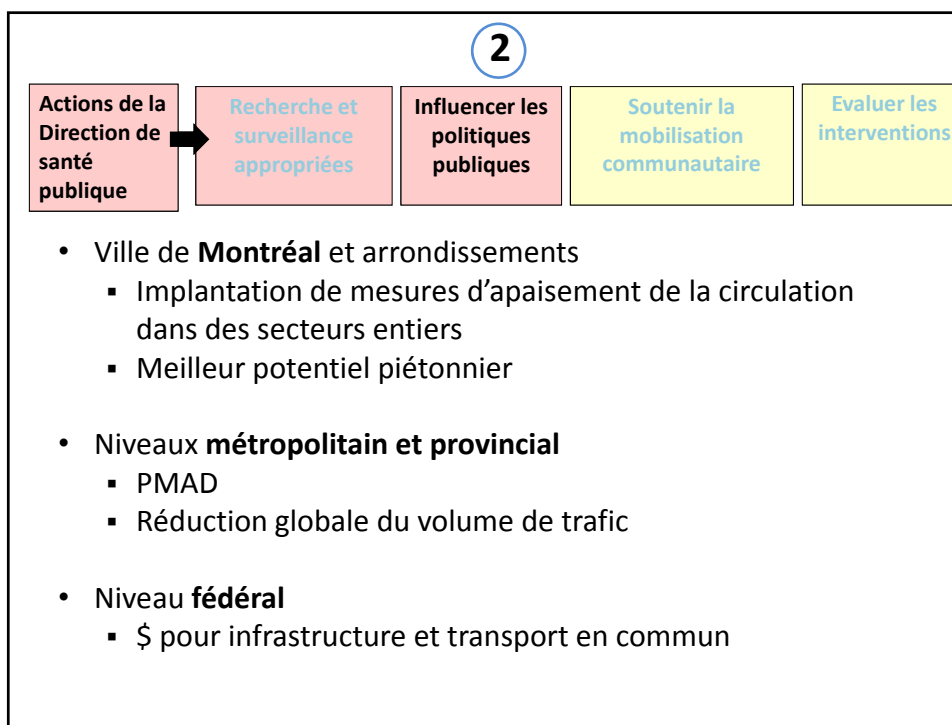 2
Actions de la
Direction de
santé
publique
Recherche et
surveillance
appropriées
Influencer les
politiques
publiques
Soutenir la
mobilisation
communautaire
Evaluer les
interventions
• Ville de Montréal et arrondissements
▪ Implantation de mesures d’apaisement de la circulation
dans des secteurs entiers
▪ Meilleur potentiel piétonnier
• Niveaux métropolitain et provincial
▪ PMAD
▪ Réduction globale du volume de trafic
• Niveau fédéral
▪ $ pour infrastructure et transport en commun